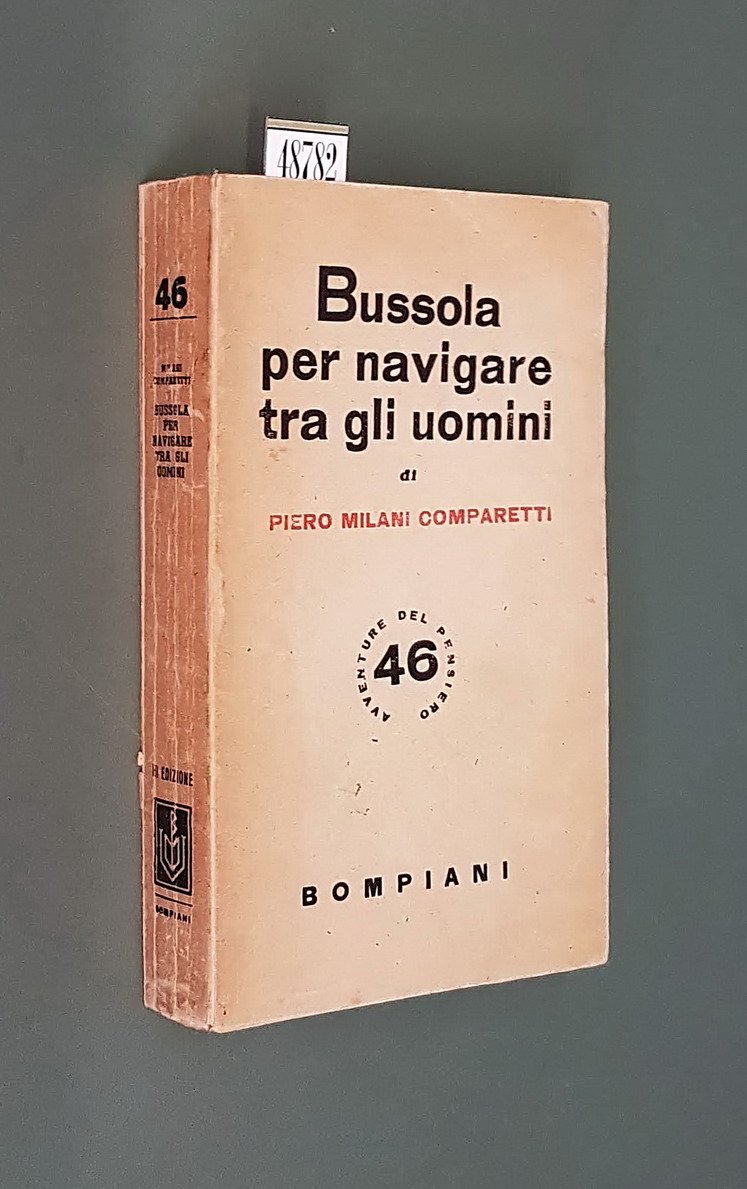 48782
Bussola
per navigare
tra gli uomini
di
PIERO MILANI COMPARETTI
AVVENTURE DEL PENSIERO
46
BOMPIANI
46
COMPARETTI
BUSSOLA
PER
NAVIGARE
TRA GLI
UOMINI
EDIZIONE
BOMPIANI